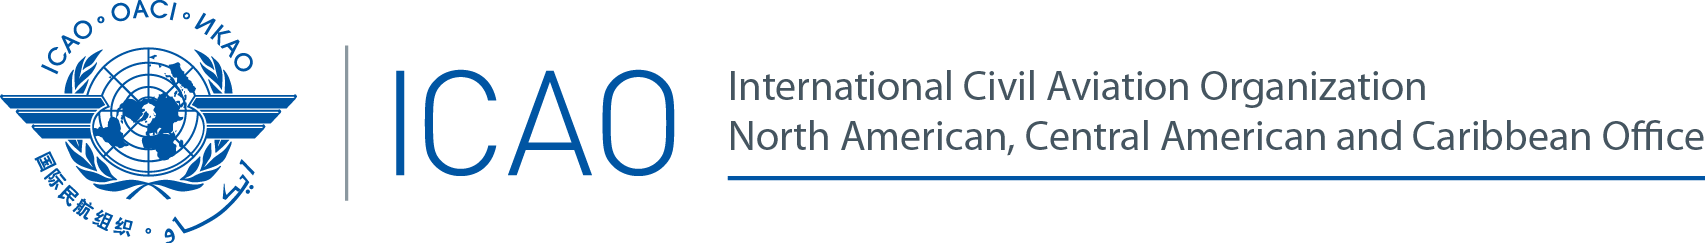 ICAO • OACI • ИКАО
ICAO
International Civil Aviation Organization
North American, Central American and Caribbean Office
国际民航组织 • ايكاو